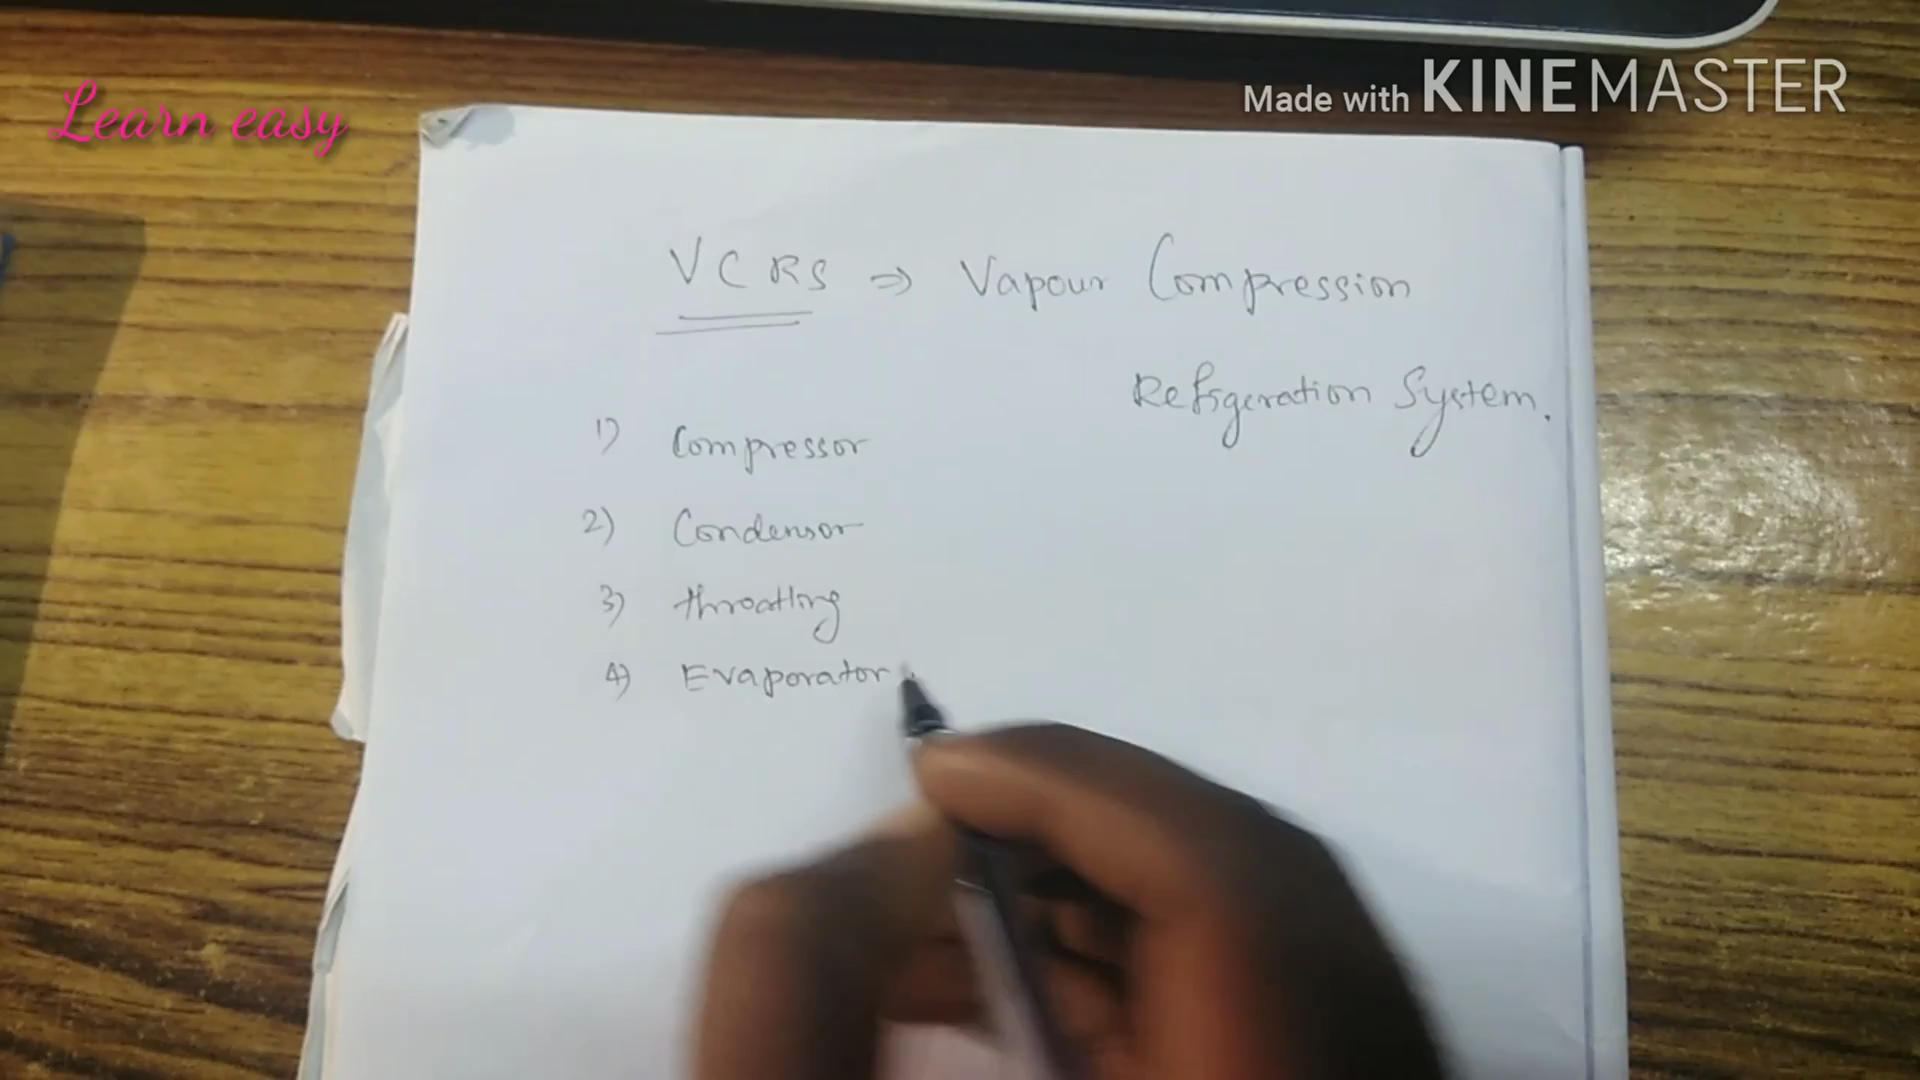 Learn easy
Made with KINEMASTER
VCRS ⇒ Vapour Compression
Refrigeration System.
1) Compressor
2) Condensor
3) throatling
4) Evaporator